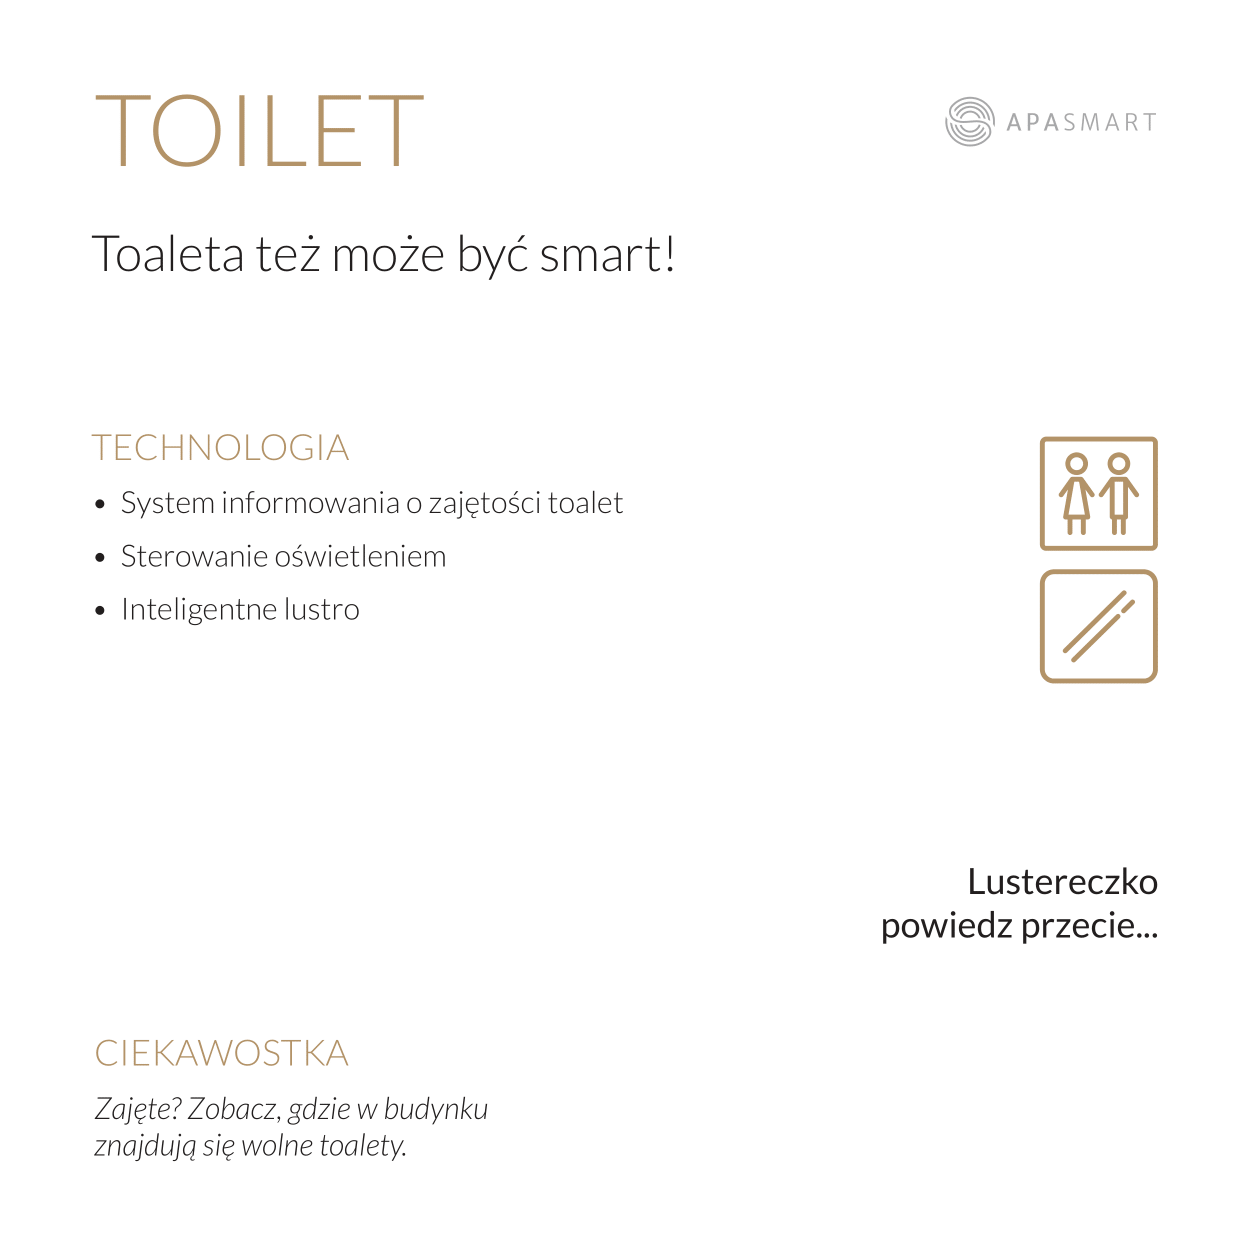 TOILET
APASMART
Toaleta też może być smart!
TECHNOLOGIA
• System informowania o zajętości toalet
• Sterowanie oświetleniem
• Inteligentne lustro
Lustereczko
powiedz przecie...
CIEKAWOSTKA
Zajęte? Zobacz, gdzie w budynku
znajdują się wolne toalety.